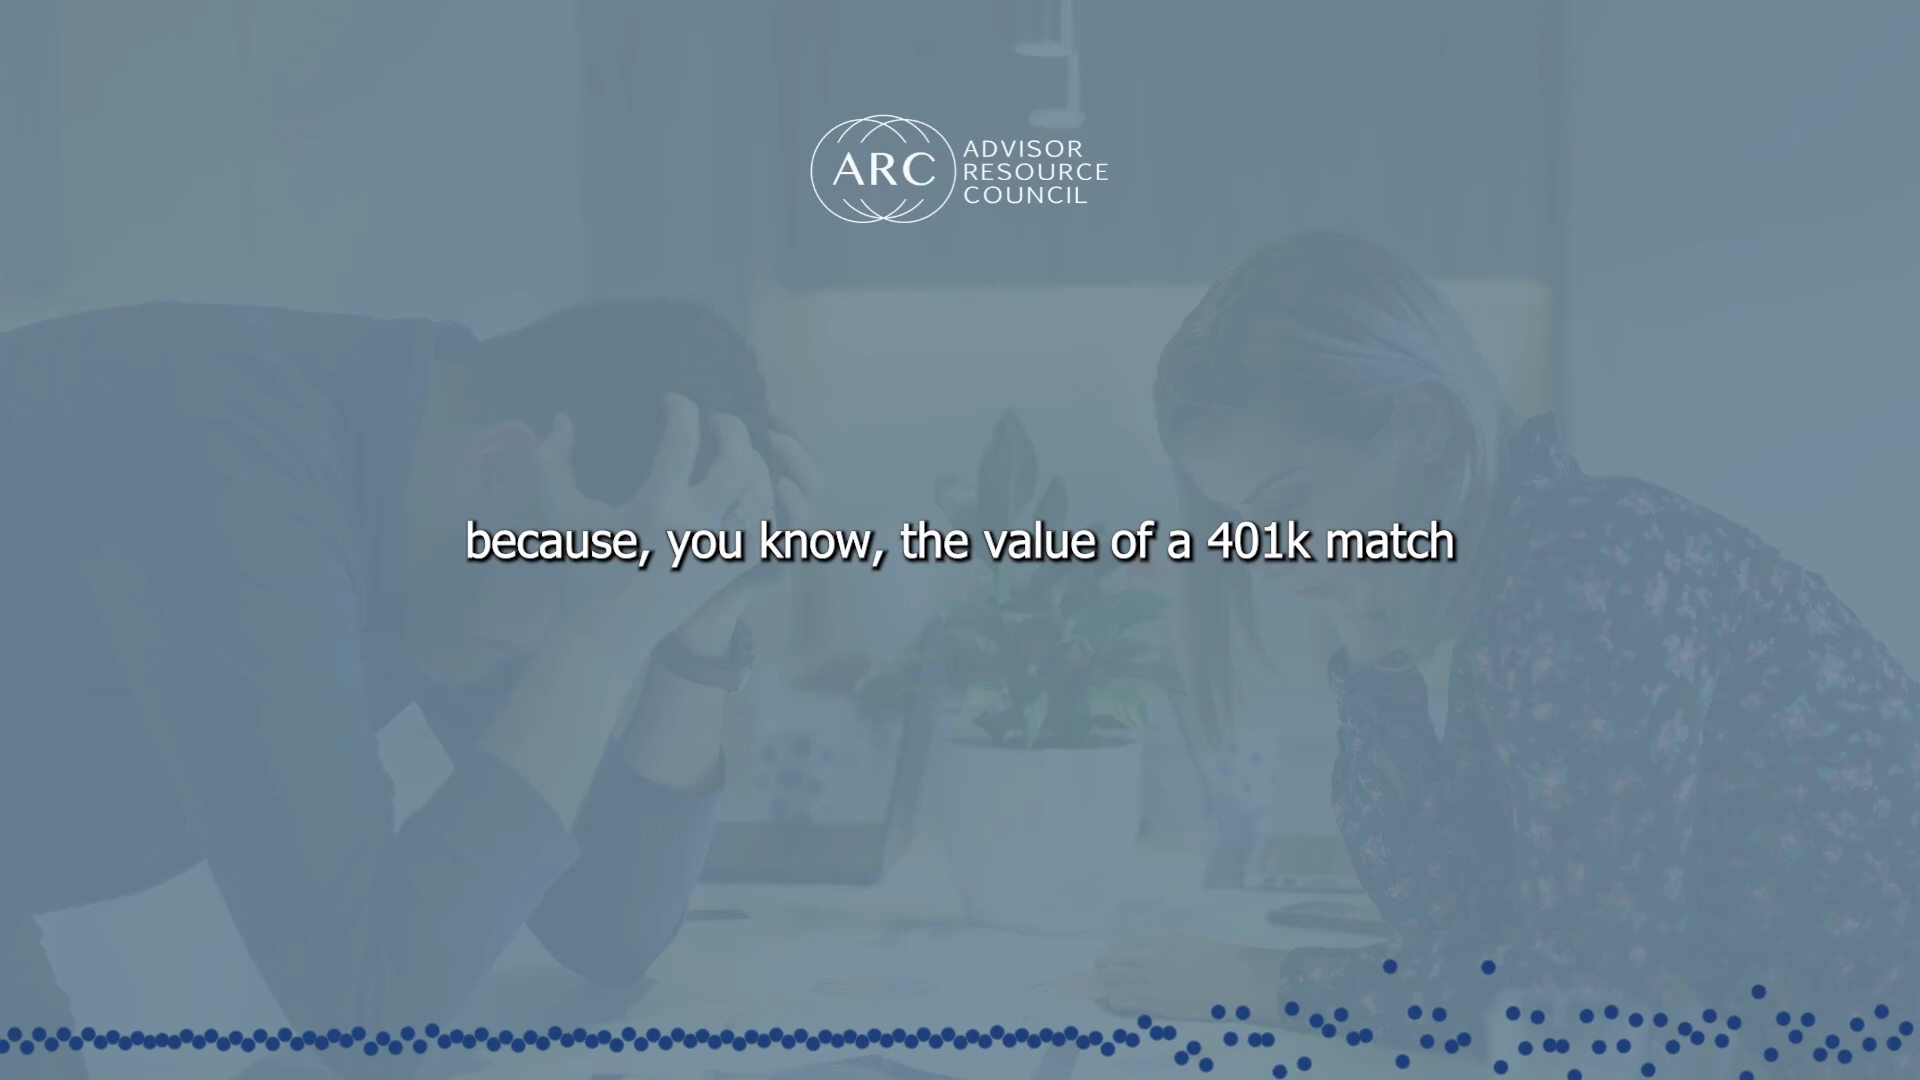 ARC
ADVISOR
RESOURCE
COUNCIL
because, you know, the value of a 401k match